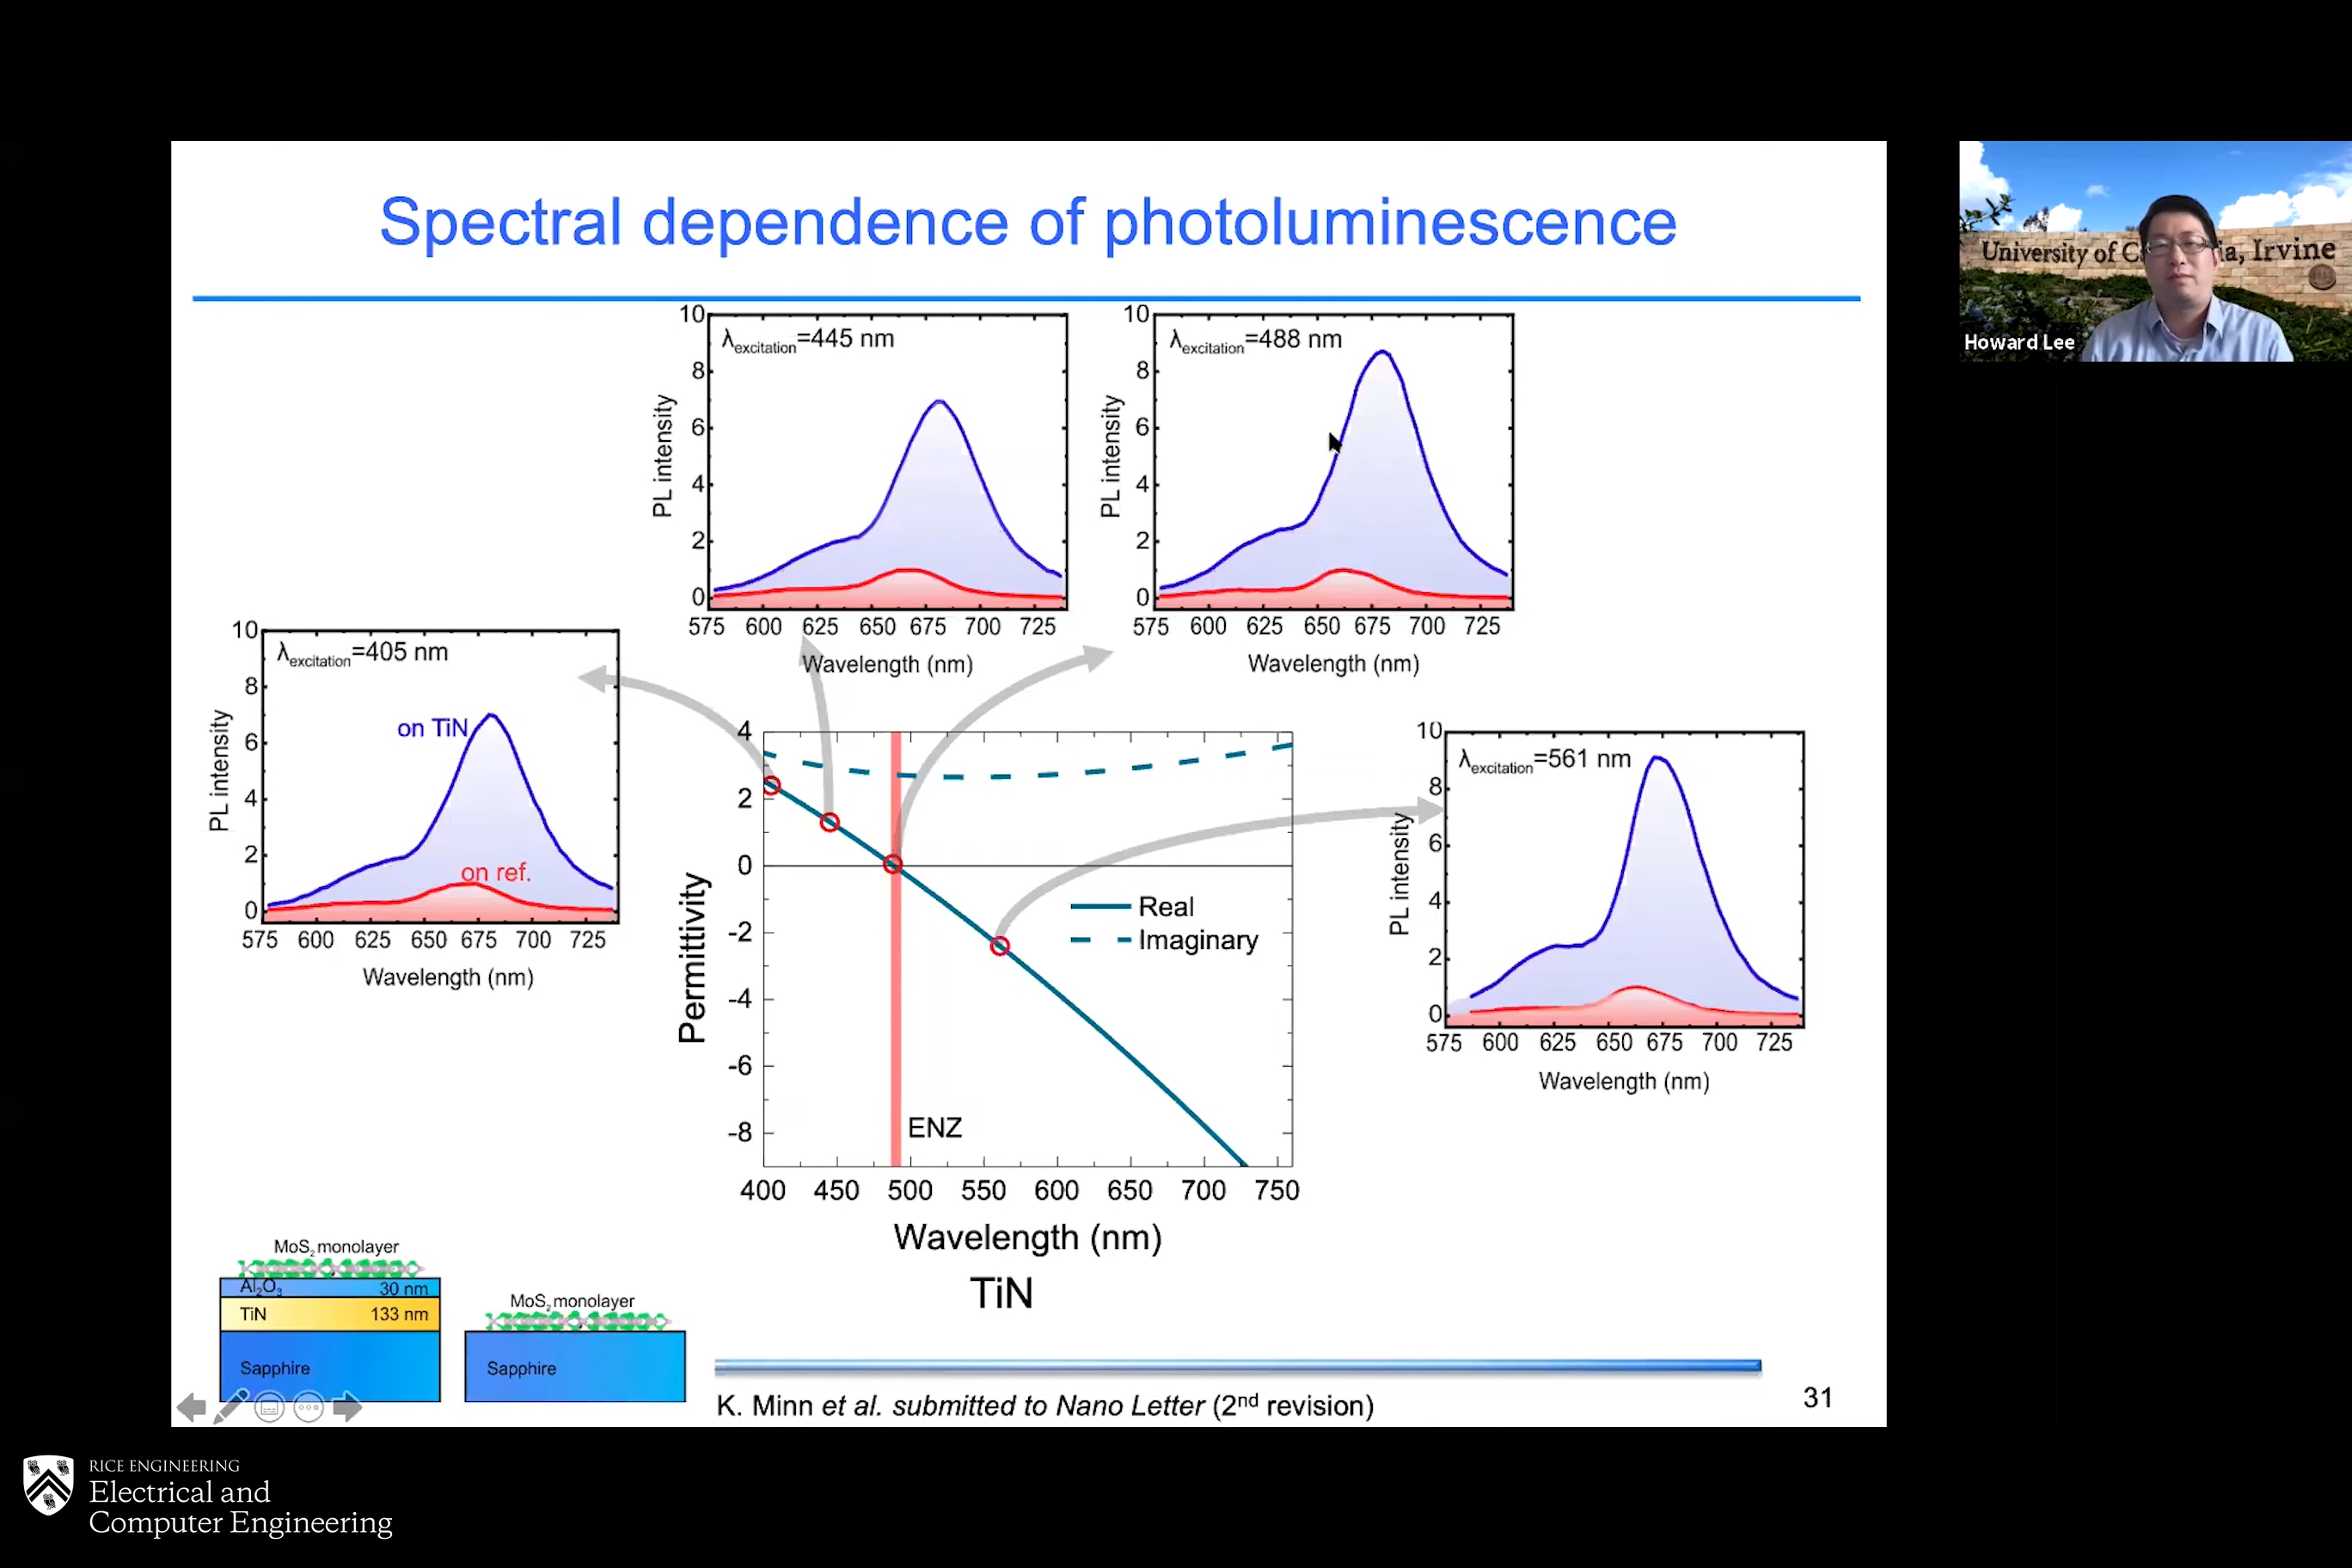 Spectral dependence of photoluminescence
University of C ia, Irvine
Howard Lee
10
8
6
4
2
0
PL intensity
λexcitation=445 nm
575 600 625 650 675 700 725
Wavelength (nm)
10
8
6
4
2
0
PL intensity
λexcitation=488 nm
575 600 625 650 675 700 725
Wavelength (nm)
10
8
6
4
2
0
PL intensity
λexcitation=405 nm
on TiN
on ref.
575 600 625 650 675 700 725
Wavelength (nm)
4
2
0
-2
-4
-6
-8
Permittivity
Real
Imaginary
ENZ
400 450 500 550 600 650 700 750
Wavelength (nm)
TiN
10
8
6
4
2
0
PL intensity
λexcitation=561 nm
575 600 625 650 675 700 725
Wavelength (nm)
MoS2 monolayer
Al2O3 30 nm
TiN 133 nm
Sapphire
MoS2 monolayer
Sapphire
K. Minn et al. submitted to Nano Letter (2nd revision)
31
RICE ENGINEERING
Electrical and
Computer Engineering